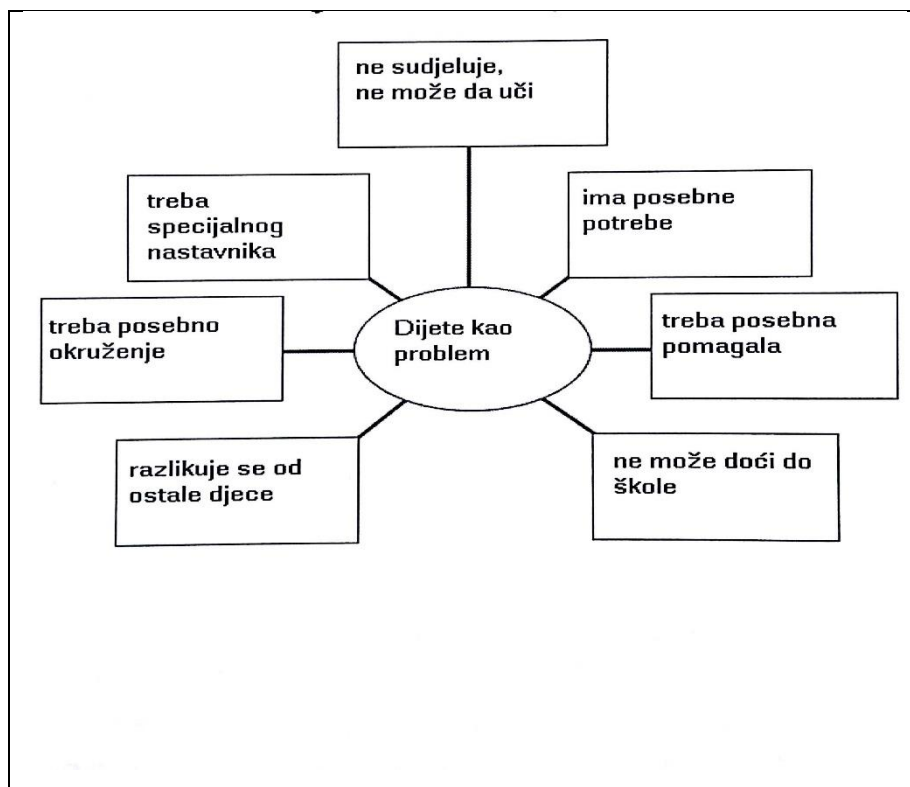 ne sudjeluje,
ne može da uči
treba
specijalnog
nastavnika
ima posebne
potrebe
treba posebno
okruženje
Dijete kao
problem
treba posebna
pomagala
razlikuje se od
ostale djece
ne može doći do
škole